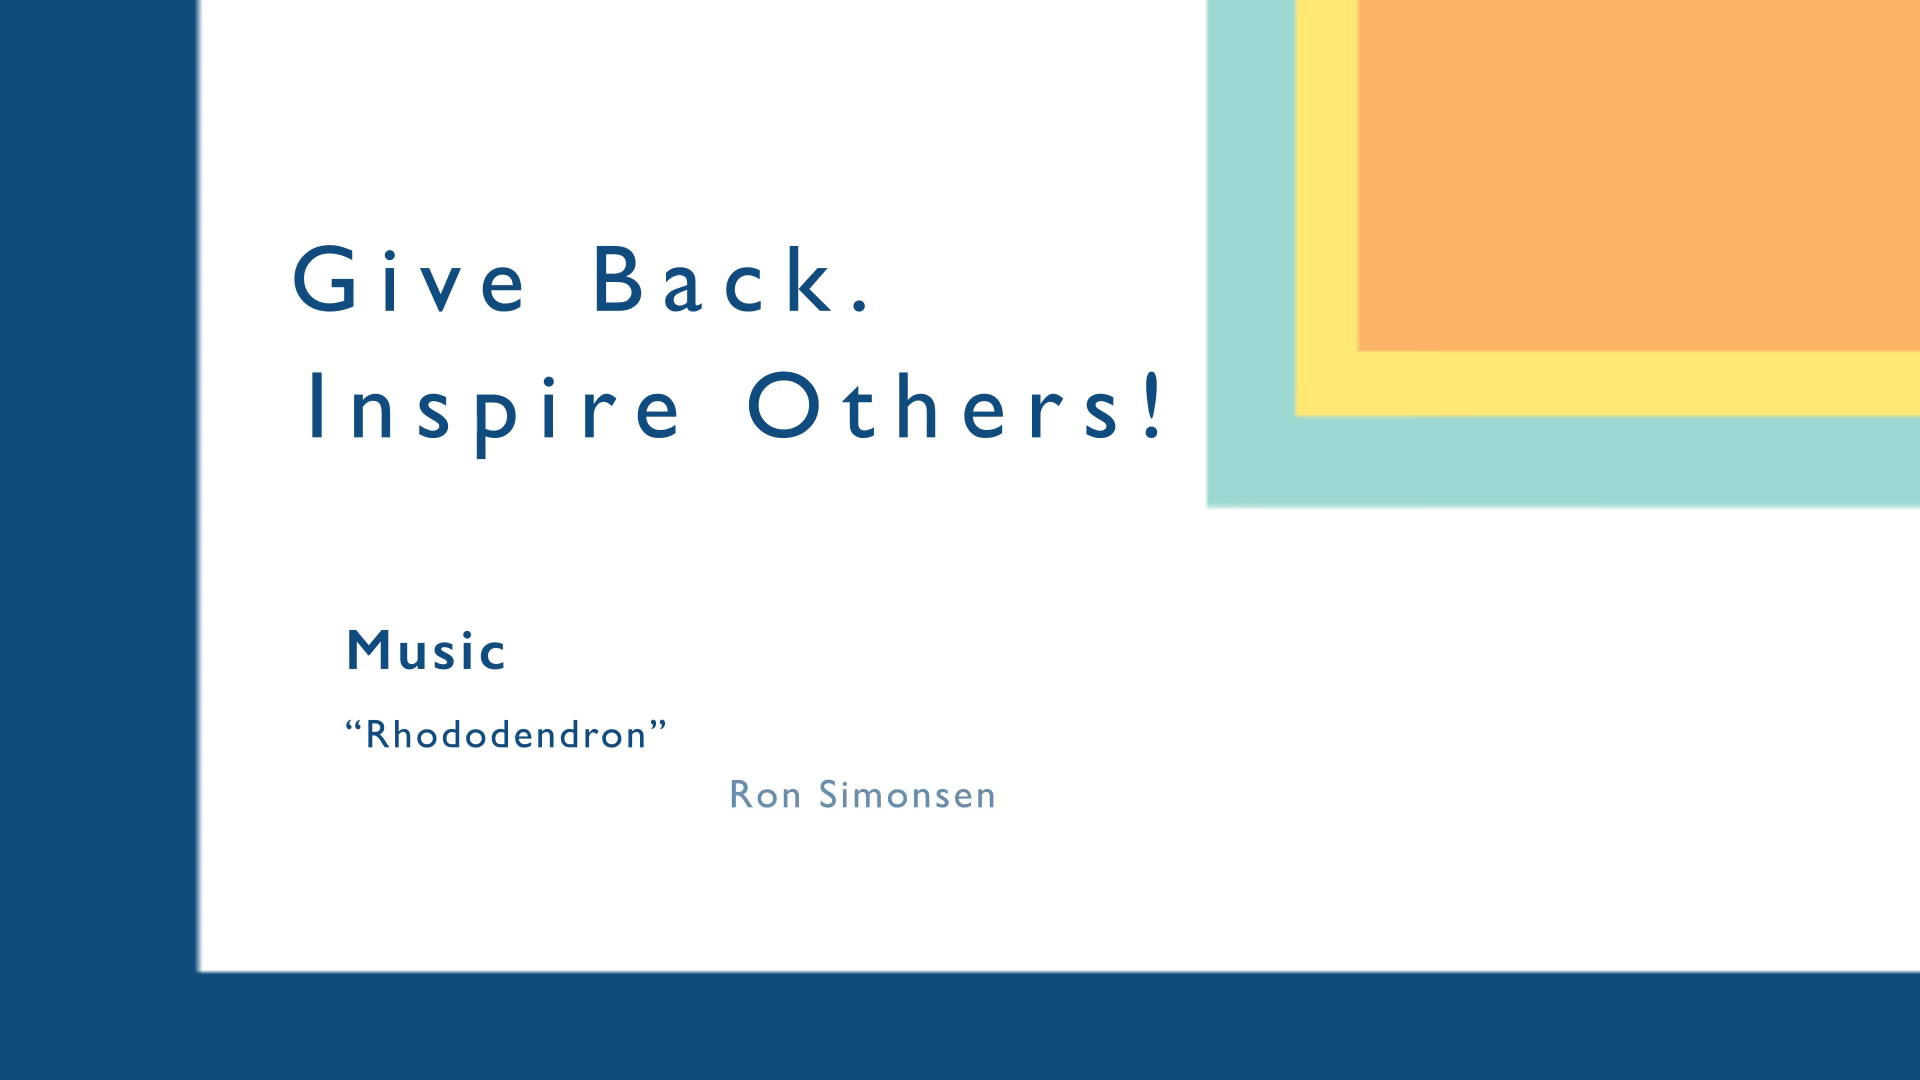 Give Back.
Inspire Others!
Music
“Rhododendron”
Ron Simonsen